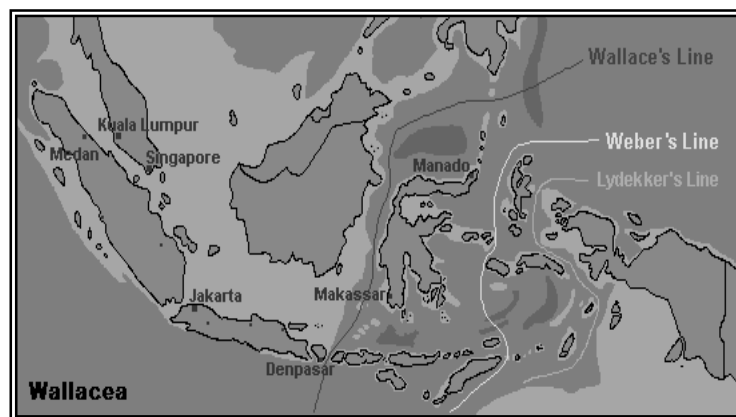 Wallace's Line
Kuala Lumpur
Medan
Singapore
Manado
Weber's Line
Lydekker's Line
Makassar
Jakarta
Denpasar
Wallacea